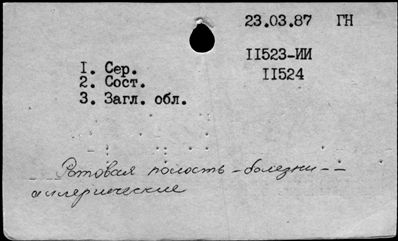 23.03.87 ГН
11523-ИИ
11524
1. Сер.
2. Сост.
3. Загл. обл.
Ротовая полость - болезни --
аллергические